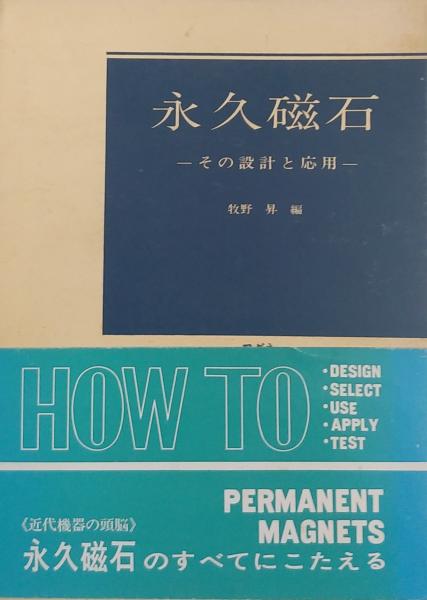 永久磁石
―その設計と応用―
牧野 昇 編
HOW TO
・DESIGN
・SELECT
・USE
・APPLY
・TEST
PERMANENT
MAGNETS
《近代機器の頭脳》
永久磁石のすべてにこたえる